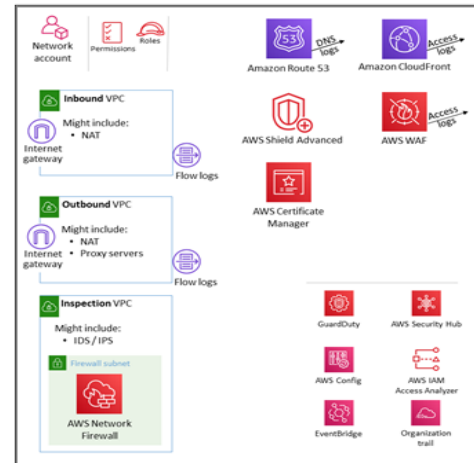 Network
account
Permissions
Roles
53
DNS
logs
Amazon Route 53
Access
logs
Amazon CloudFront
Inbound VPC
Might include:
• NAT
Internet
gateway
Flow logs
AWS Shield Advanced
Access
logs
AWS WAF
AWS Certificate
Manager
Outbound VPC
Might include:
• NAT
• Proxy servers
Internet
gateway
Flow logs
Inspection VPC
Might include:
• IDS / IPS
Firewall subnet
AWS Network
Firewall
GuardDuty
AWS Security Hub
AWS Config
AWS IAM
Access Analyzer
EventBridge
Organization
trail